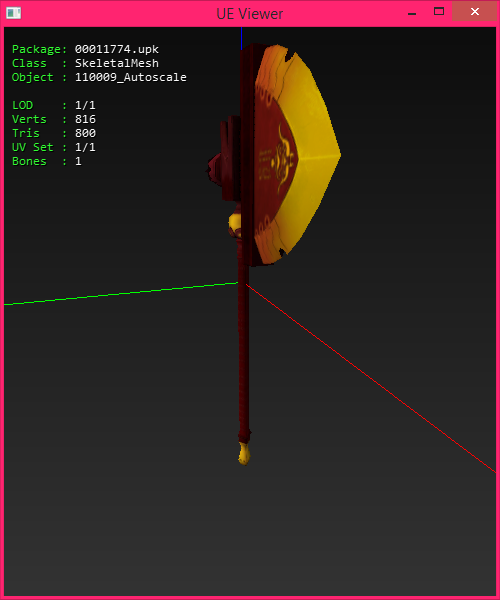 UE Viewer
Package: 00011774.upk
Class : SkeletalMesh
Object : 110009_Autoscale
LOD : 1/1
Verts : 816
Tris : 800
UV Set : 1/1
Bones : 1